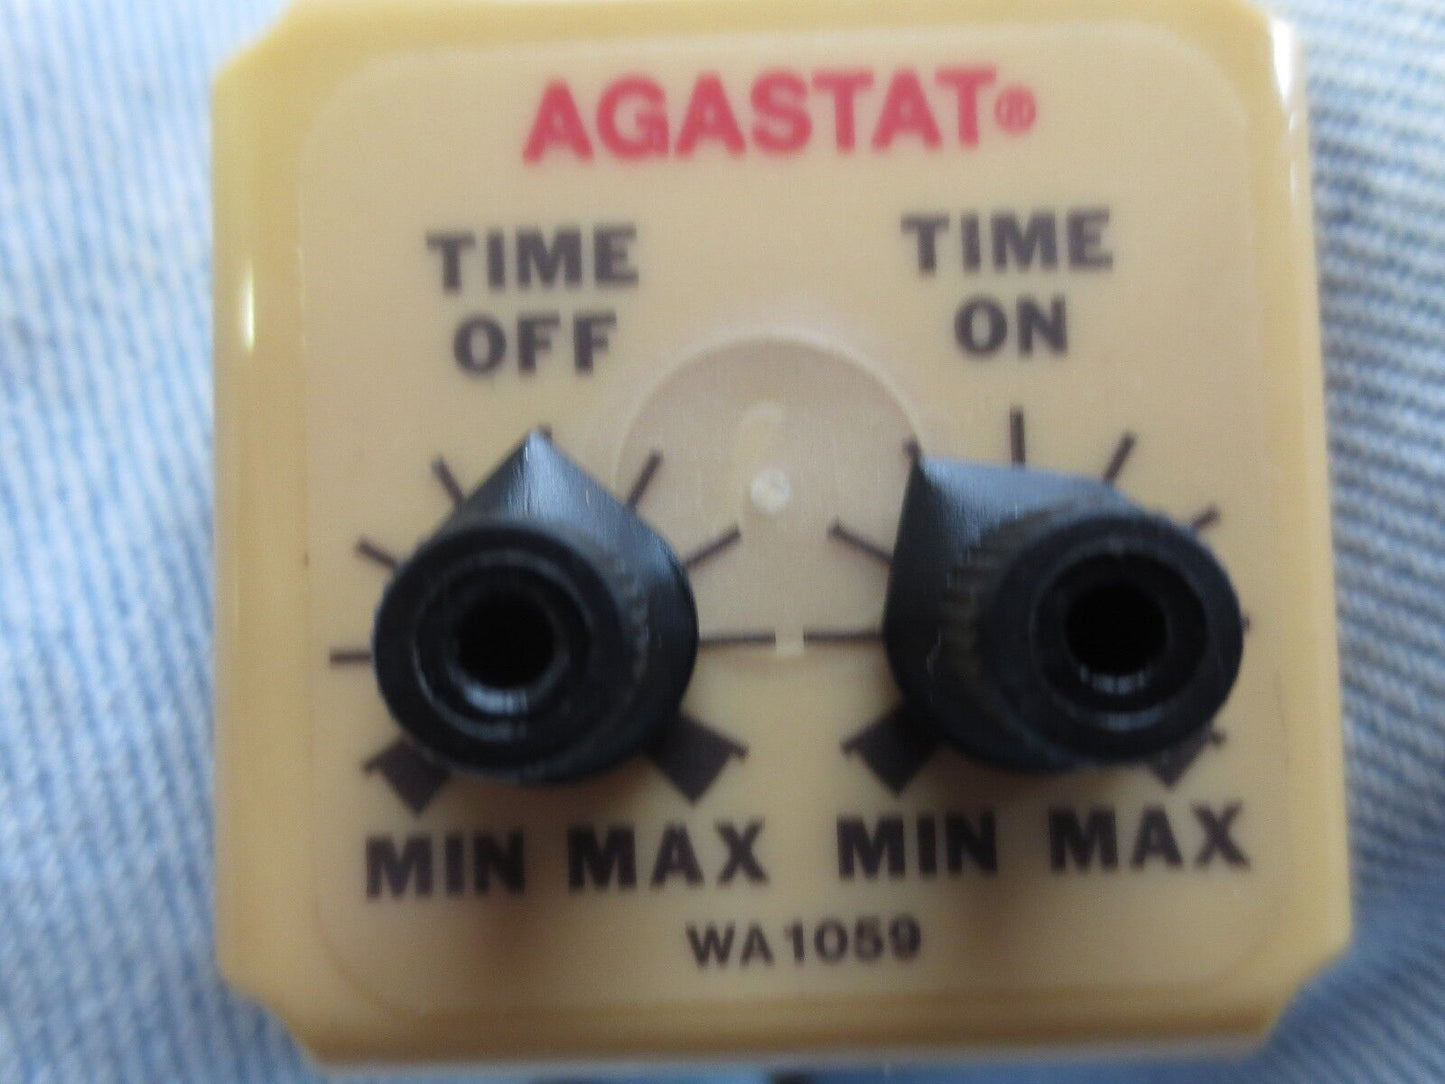 AGASTAT®
TIME OFF
TIME ON
MIN MAX
MIN MAX
WA1059